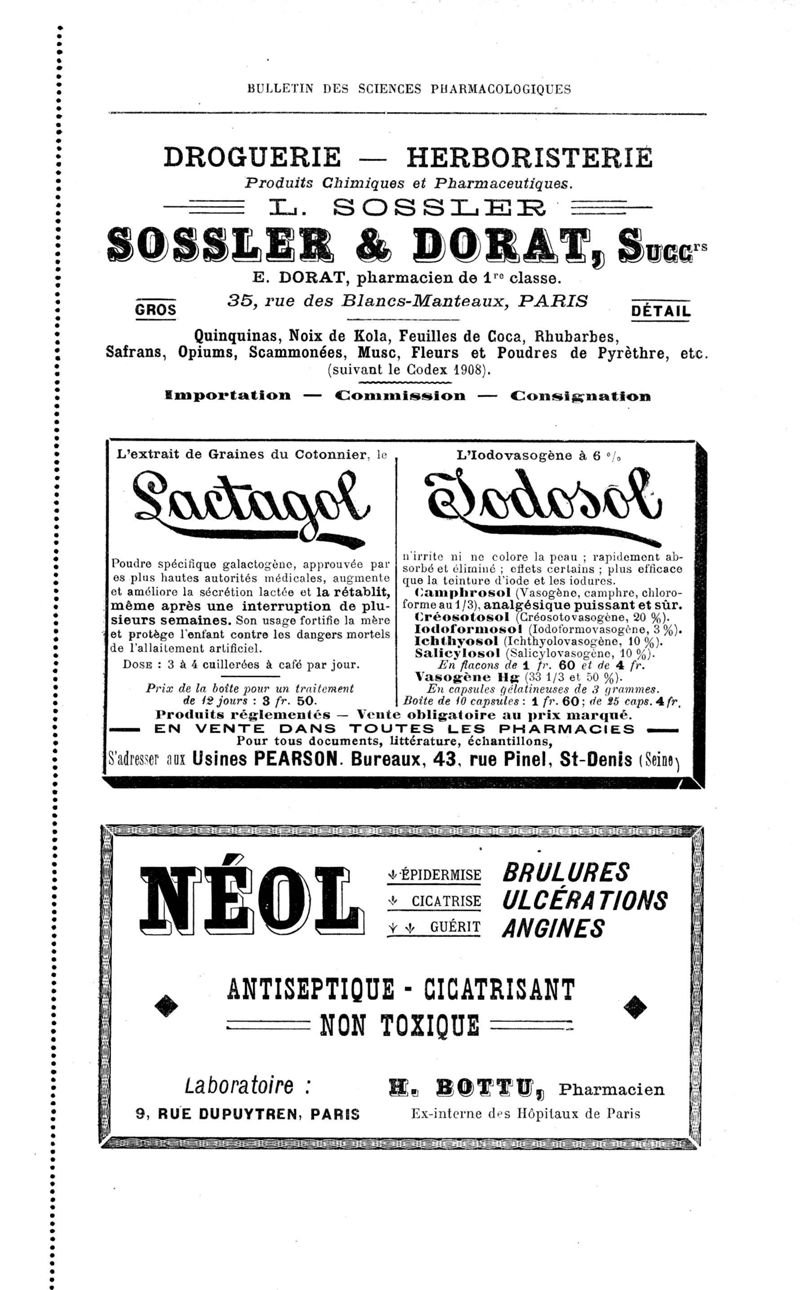 BULLETIN DES SCIENCES PHARMACOLOGIQUES
DROGUERIE — HERBORISTERIE
Produits Chimiques et Pharmaceutiques.
L. SOSSLER
SOSSLER & DORAT, Succrs
E. DORAT, pharmacien de 1re classe.
35, rue des Blancs-Manteaux, PARIS
GROS
DÉTAIL
Quinquinas, Noix de Kola, Feuilles de Coca, Rhubarbes,
Safrans, Opiums, Scammonées, Musc, Fleurs et Poudres de Pyrèthre, etc.
(suivant le Codex 1908).
Importation — Commission — Consignation
L'extrait de Graines du Cotonnier, le
Lactagol
Poudre spécifique galactogène, approuvée par
es plus hautes autorités médicales, augmente
et améliore la sécrétion lactée et la rétablit,
même après une interruption de plu-
sieurs semaines. Son usage fortifie la mère
et protège l'enfant contre les dangers mortels
de l'allaitement artificiel.
DOSE : 3 à 4 cuillerées à café par jour.
Prix de la boîte pour un traitement
de 12 jours : 3 fr. 50.
L'Iodovasogène à 6 %
Iodosol
n'irrite ni ne colore la peau ; rapidement ab-
sorbé et éliminé ; effets certains ; plus efficace
que la teinture d'iode et les iodures.
Camphrosol (Vasogène, camphre, chloro-
forme au 1/3), analgésique puissant et sûr.
Créosotosol (Créosotovasogène, 20 %).
Iodoformosol (Iodoformovasogène, 3 %).
Ichthyosol (Ichthyolovasogène, 10 %).
Salicylosol (Salicylovasogène, 10 %).
En flacons de 1 fr. 60 et de 4 fr.
Vasogène Hg (33 1/3 et 50 %).
En capsules gélatineuses de 3 grammes.
Boîte de 10 capsules : 1 fr. 60 ; de 25 caps. 4 fr.
Produits réglementés — Vente obligatoire au prix marqué.
EN VENTE DANS TOUTES LES PHARMACIES
Pour tous documents, littérature, échantillons,
S'adresser aux Usines PEARSON. Bureaux, 43, rue Pinel, St-Denis (Seine)
NÉOL
ÉPIDERMISE
CICATRISE
GUÉRIT
BRULURES
ULCÉRATIONS
ANGINES
ANTISEPTIQUE - CICATRISANT
NON TOXIQUE
Laboratoire :
9, RUE DUPUYTREN, PARIS
H. BOTTU, Pharmacien
Ex-interne des Hôpitaux de Paris